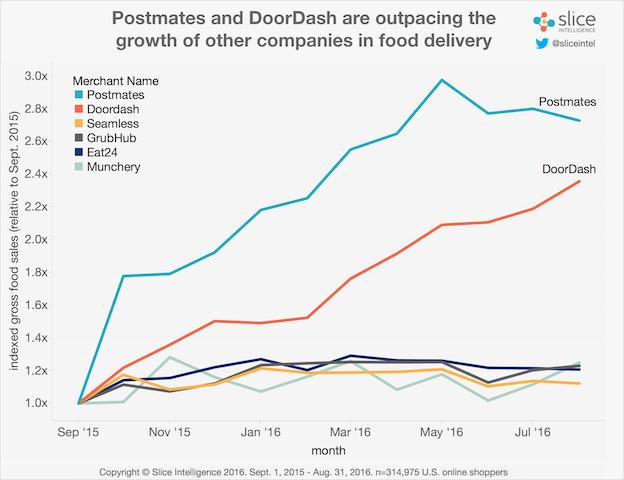 Postmates and DoorDash are outpacing the
growth of other companies in food delivery
slice
INTELLIGENCE
@sliceintel
indexed gross food sales (relative to Sept. 2015)
3.0x
2.8x
2.6x
2.4x
2.2x
2.0x
1.8x
1.6x
1.4x
1.2x
1.0x
Merchant Name
Postmates
Doordash
Seamless
GrubHub
Eat24
Munchery
Postmates
DoorDash
Sep '15
Nov '15
Jan '16
Mar '16
May '16
Jul '16
month
Copyright © Slice Intelligence 2016. Sept. 1, 2015 - Aug. 31, 2016. n=314,975 U.S. online shoppers